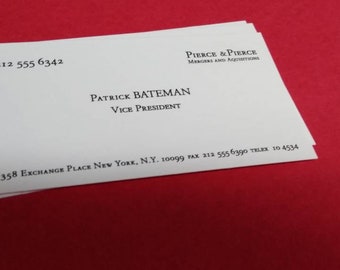 212 555 6342
Pierce & Pierce
Mergers and Aquisitions
Patrick BATEMAN
Vice President
358 Exchange Place New York, N.Y. 10099 fax 212 555 6390 telex 10 4534